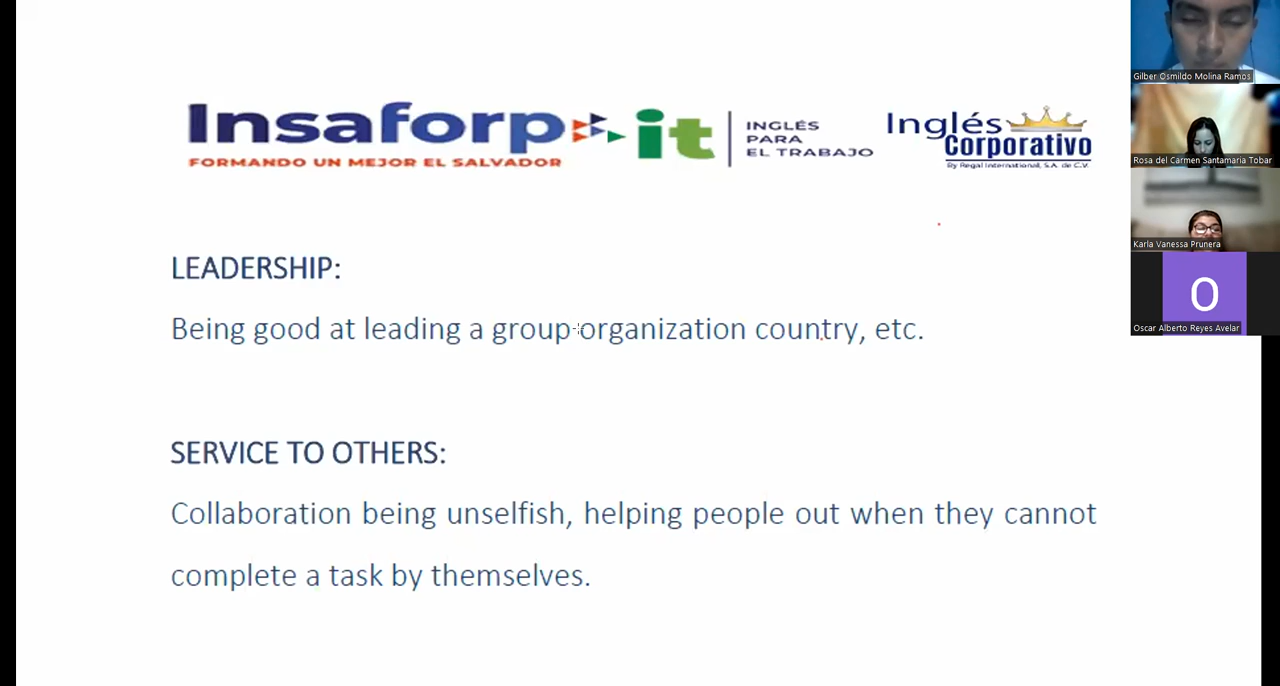 Insaforp it INGLÉS PARA EL TRABAJO Inglés Corporativo
FORMANDO UN MEJOR EL SALVADOR
By Regal International, S.A. de C.V.
LEADERSHIP:
Being good at leading a group organization country, etc.
SERVICE TO OTHERS:
Collaboration being unselfish, helping people out when they cannot
complete a task by themselves.
Gilber Osmildo Molina Ramos
Rosa del Carmen Santamaria Tobar
Karla Vanessa Prunera
O
Oscar Alberto Reyes Avelar